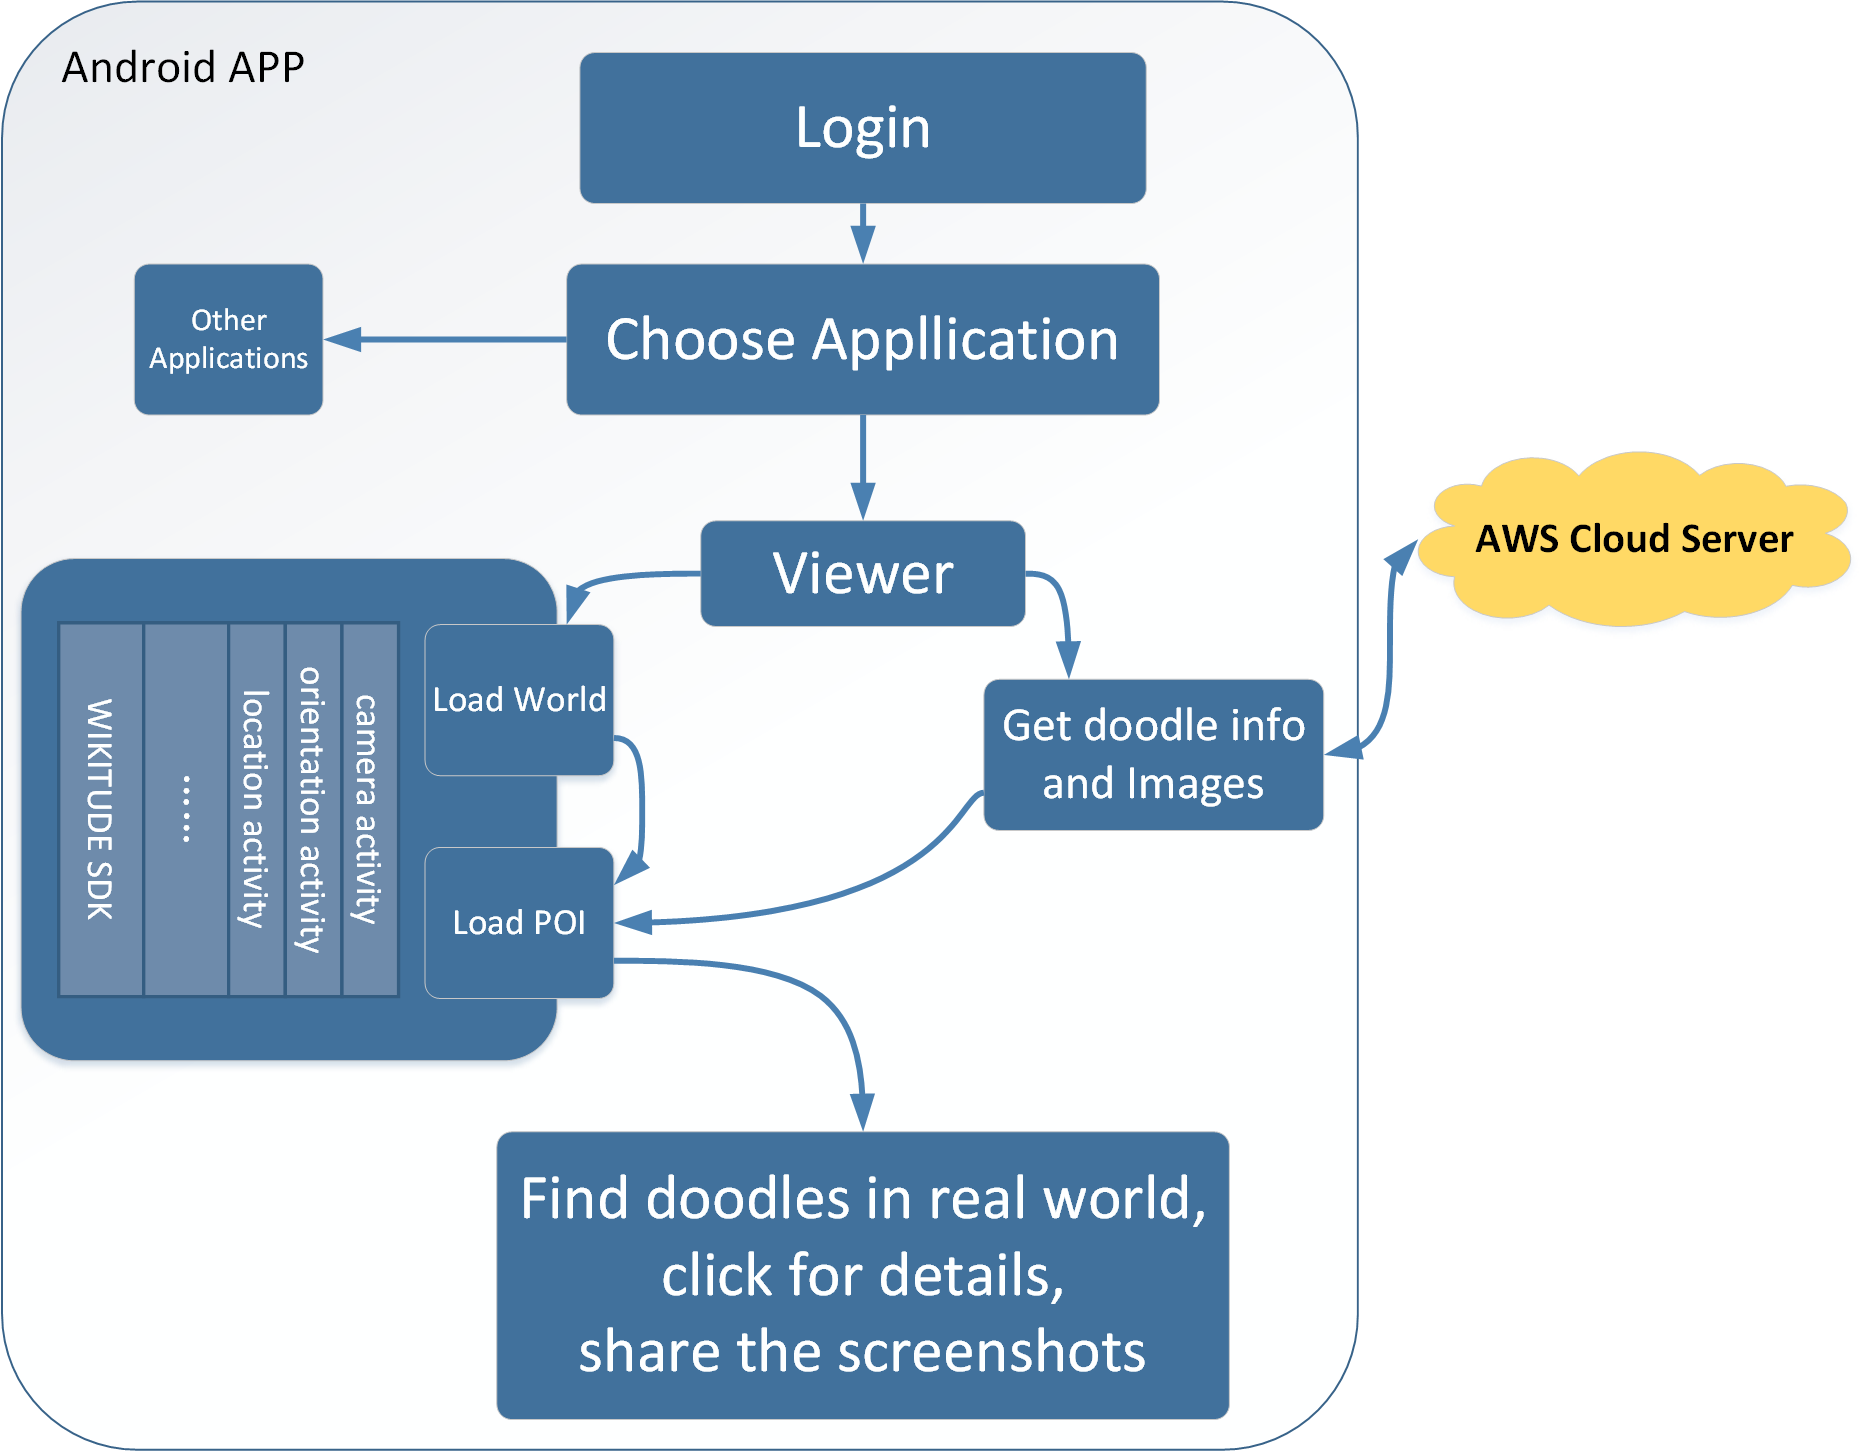 Android APP
Login
Other
Applications
Choose Appllication
Viewer
AWS Cloud Server
WIKITUDE SDK
......
location activity
orientation activity
camera activity
Load World
Get doodle info
and Images
Load POI
Find doodles in real world,
click for details,
share the screenshots